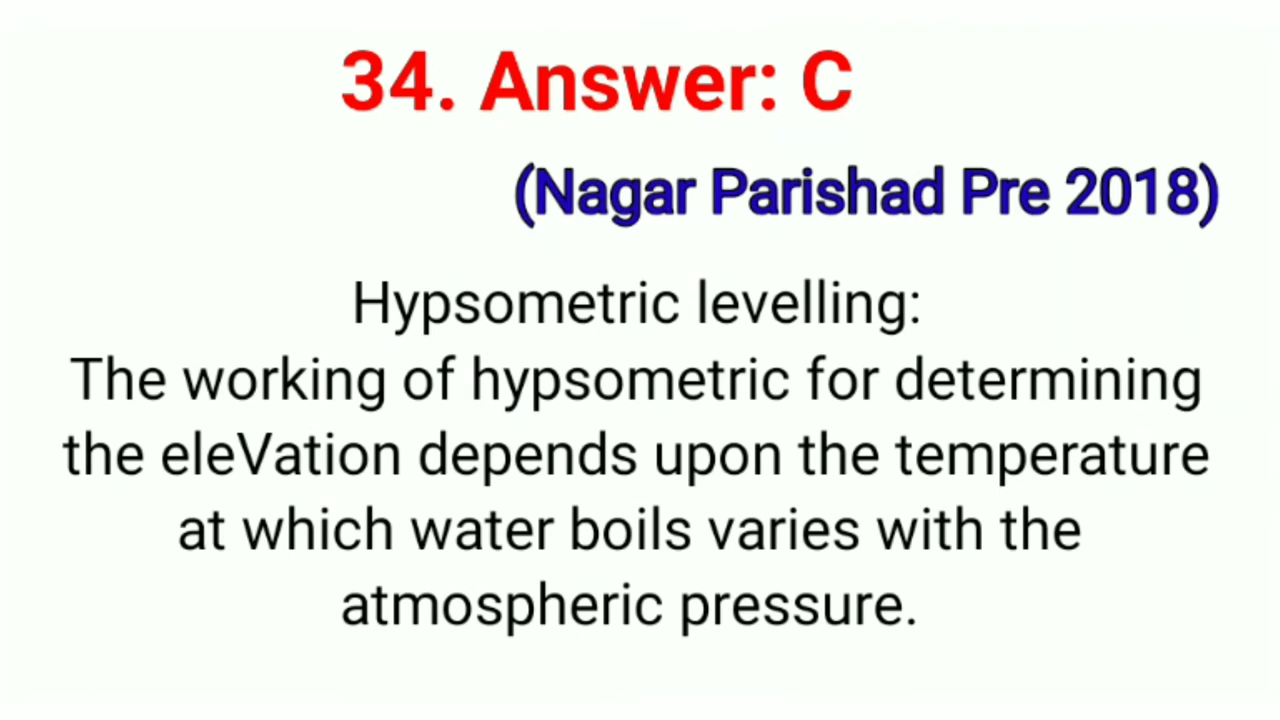 34. Answer: C
(Nagar Parishad Pre 2018)
Hypsometric levelling:
The working of hypsometric for determining
the eleVation depends upon the temperature
at which water boils varies with the
atmospheric pressure.